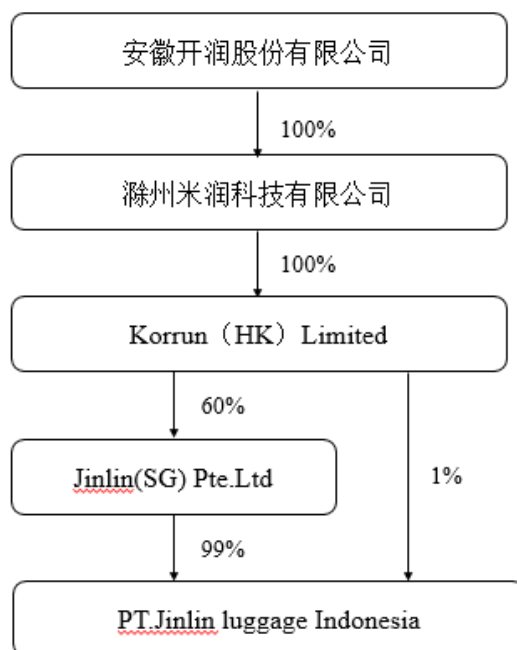 安徽开润股份有限公司
100%
滁州米润科技有限公司
100%
Korrun（HK）Limited
60%
Jinlin(SG) Pte.Ltd
1%
99%
PT.Jinlin luggage Indonesia